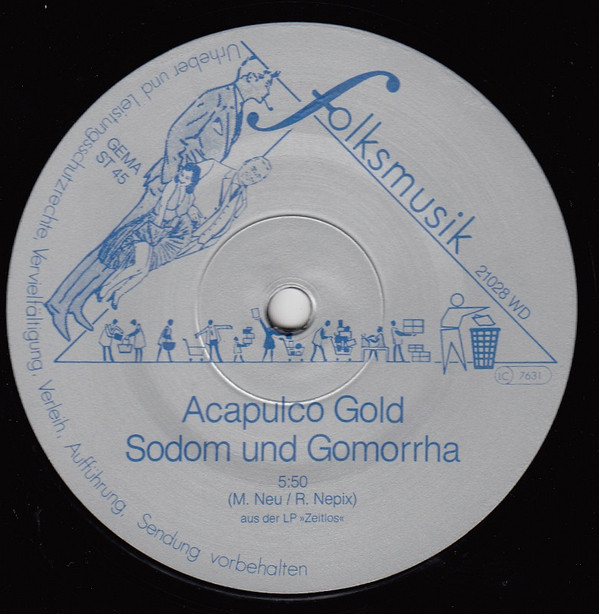 folksmusik
GEMA
ST 45
21028 WD
LC 7631
Acapulco Gold
Sodom und Gomorrha
5:50
(M. Neu / R. Nepix)
aus der LP »Zeitlos«
Urheber und Leistungsschutzrechte, Vervielfältigung, Verleih, Aufführung, Sendung vorbehalten